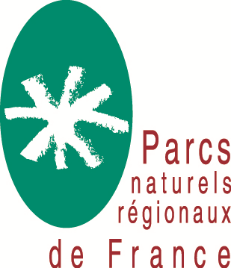 Parcs
naturels
régionaux
de France